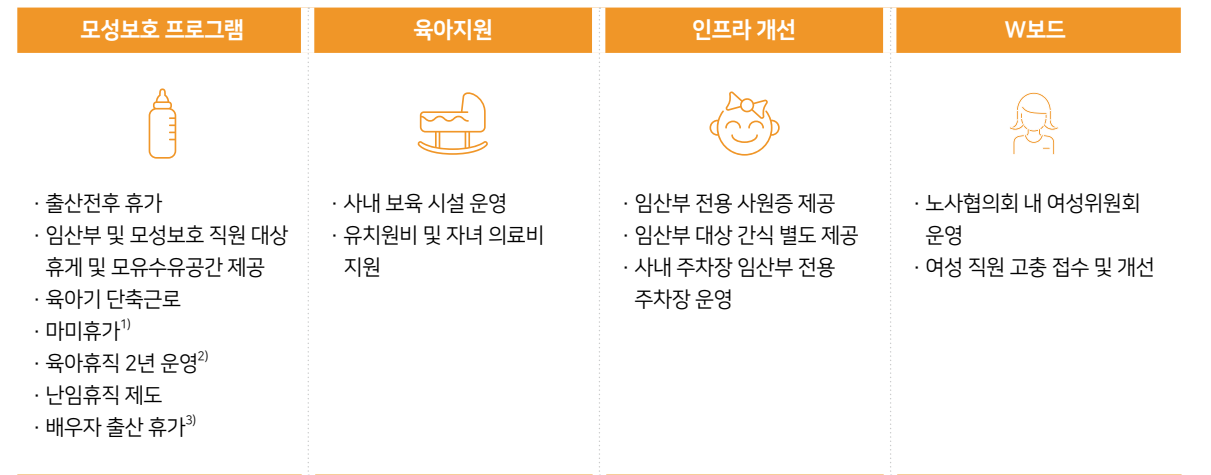 모성보호 프로그램
· 출산전후 휴가
· 임산부 및 모성보호 직원 대상
휴게 및 모유수유공간 제공
· 육아기 단축근로
· 마미휴가1)
· 육아휴직 2년 운영2)
· 난임휴직 제도
· 배우자 출산 휴가3)
육아지원
· 사내 보육 시설 운영
· 유치원비 및 자녀 의료비
지원
인프라 개선
· 임산부 전용 사원증 제공
· 임산부 대상 간식 별도 제공
· 사내 주차장 임산부 전용
주차장 운영
W보드
· 노사협의회 내 여성위원회
운영
· 여성 직원 고충 접수 및 개선